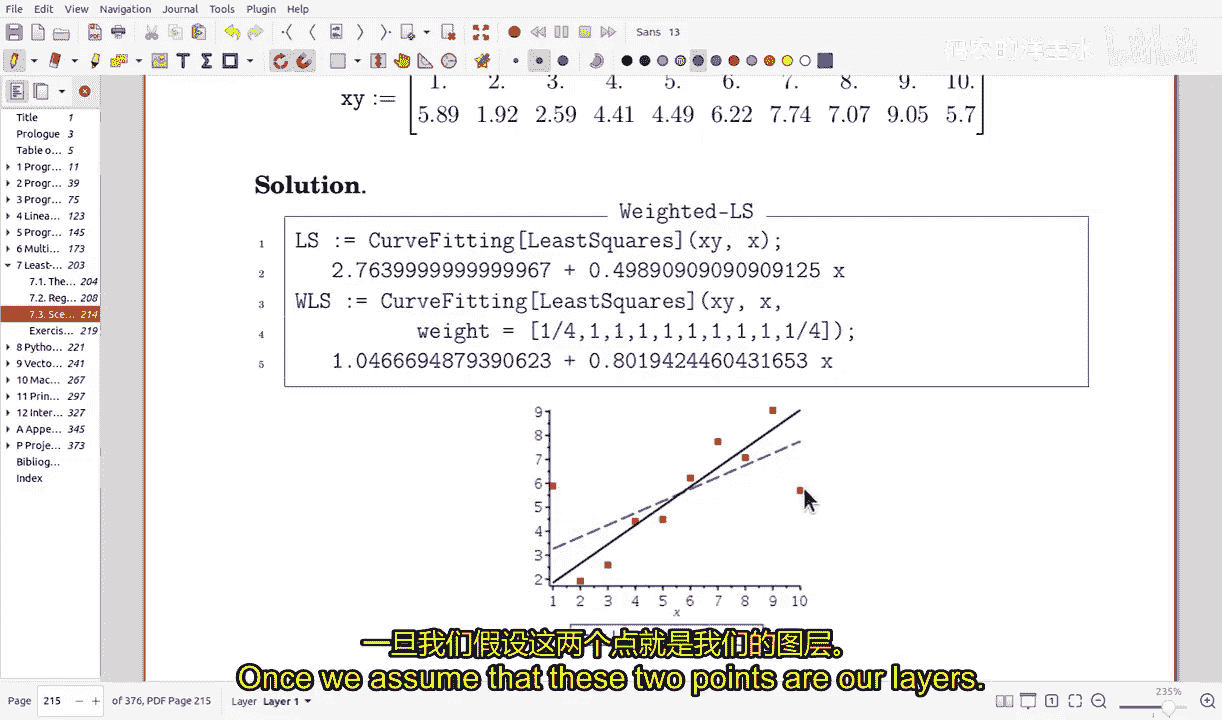 File Edit View Navigation Journal Tools Plugin Help
Sans 13
Title 1
Prologue 3
Table o... 5
1 Progr... 11
2 Progr... 39
3 Progr... 75
4 Linea... 123
5 Progr... 145
6 Multi... 173
7 Least-... 203
7.1. The... 204
7.2. Reg... 208
7.3. Sce... 214
Exercis... 219
8 Pytho... 221
9 Vecto... 241
10 Mac... 267
11 Prin... 297
12 Inter... 327
A Appe... 345
P Proje... 373
Bibliog...
Index
码农的洋墨水
bilibili
xy := [1. 2. 3. 4. 5. 6. 7. 8. 9. 10.
5.89 1.92 2.59 4.41 4.49 6.22 7.74 7.07 9.05 5.7]
Solution.
Weighted-LS
1 LS := CurveFitting[LeastSquares](xy, x);
2 2.7639999999999967 + 0.49890909090909125 x
3 WLS := CurveFitting[LeastSquares](xy, x,
4 weight = [1/4,1,1,1,1,1,1,1,1,1/4]);
5 1.0466694879390623 + 0.8019424460431653 x
9
8
7
6
5
4
3
2
1 2 3 4 5 6 7 8 9 10
x
一旦我们假设这两个点就是我们的图层。
Once we assume that these two points are our layers.
Page 215 of 376, PDF Page 215 Layer Layer 1
235%